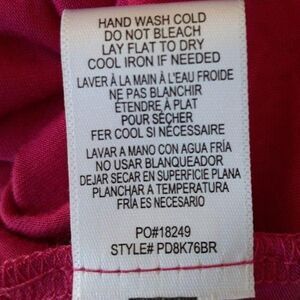 HAND WASH COLD
DO NOT BLEACH
LAY FLAT TO DRY
COOL IRON IF NEEDED
LAVER À LA MAIN À L'EAU FROIDE
NE PAS BLANCHIR
ÉTENDRE À PLAT
POUR SÉCHER
FER COOL SI NÉCESSAIRE
LAVAR A MANO CON AGUA FRÍA
NO USAR BLANQUEADOR
DEJAR SECAR EN SUPERFICIE PLANA
PLANCHAR A TEMPERATURA
FRÍA ES NECESARIO
PO#18249
STYLE# PD8K76BR